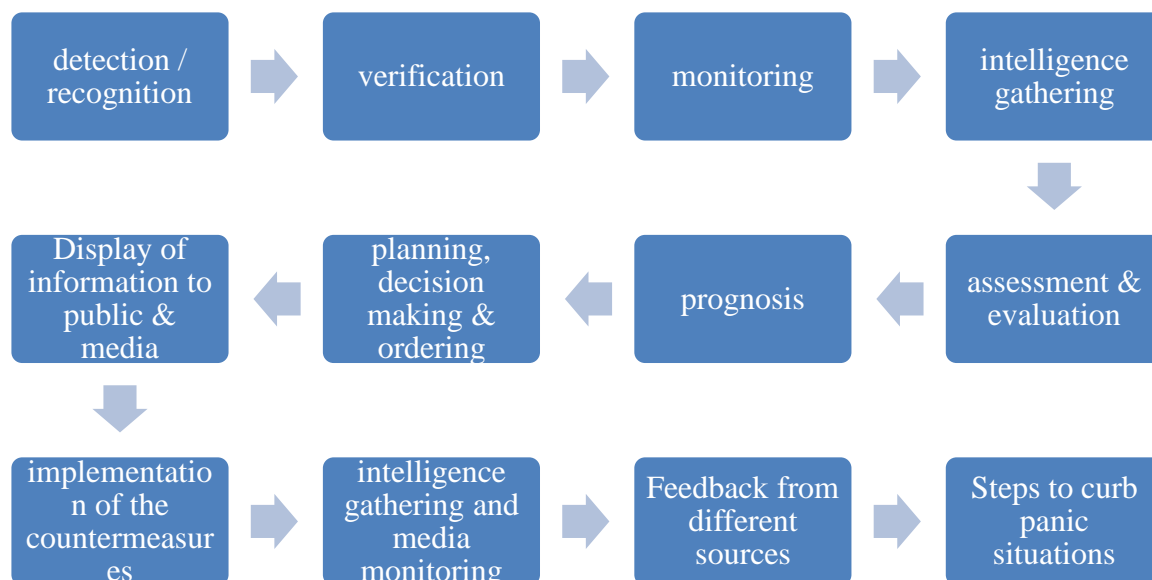 detection /
recognition
verification
monitoring
intelligence
gathering
assessment &
evaluation
prognosis
planning,
decision
making &
ordering
Display of
information to
public &
media
implementatio
n of the
countermeasur
es
intelligence
gathering and
media
monitoring
Feedback from
different
sources
Steps to curb
panic
situations